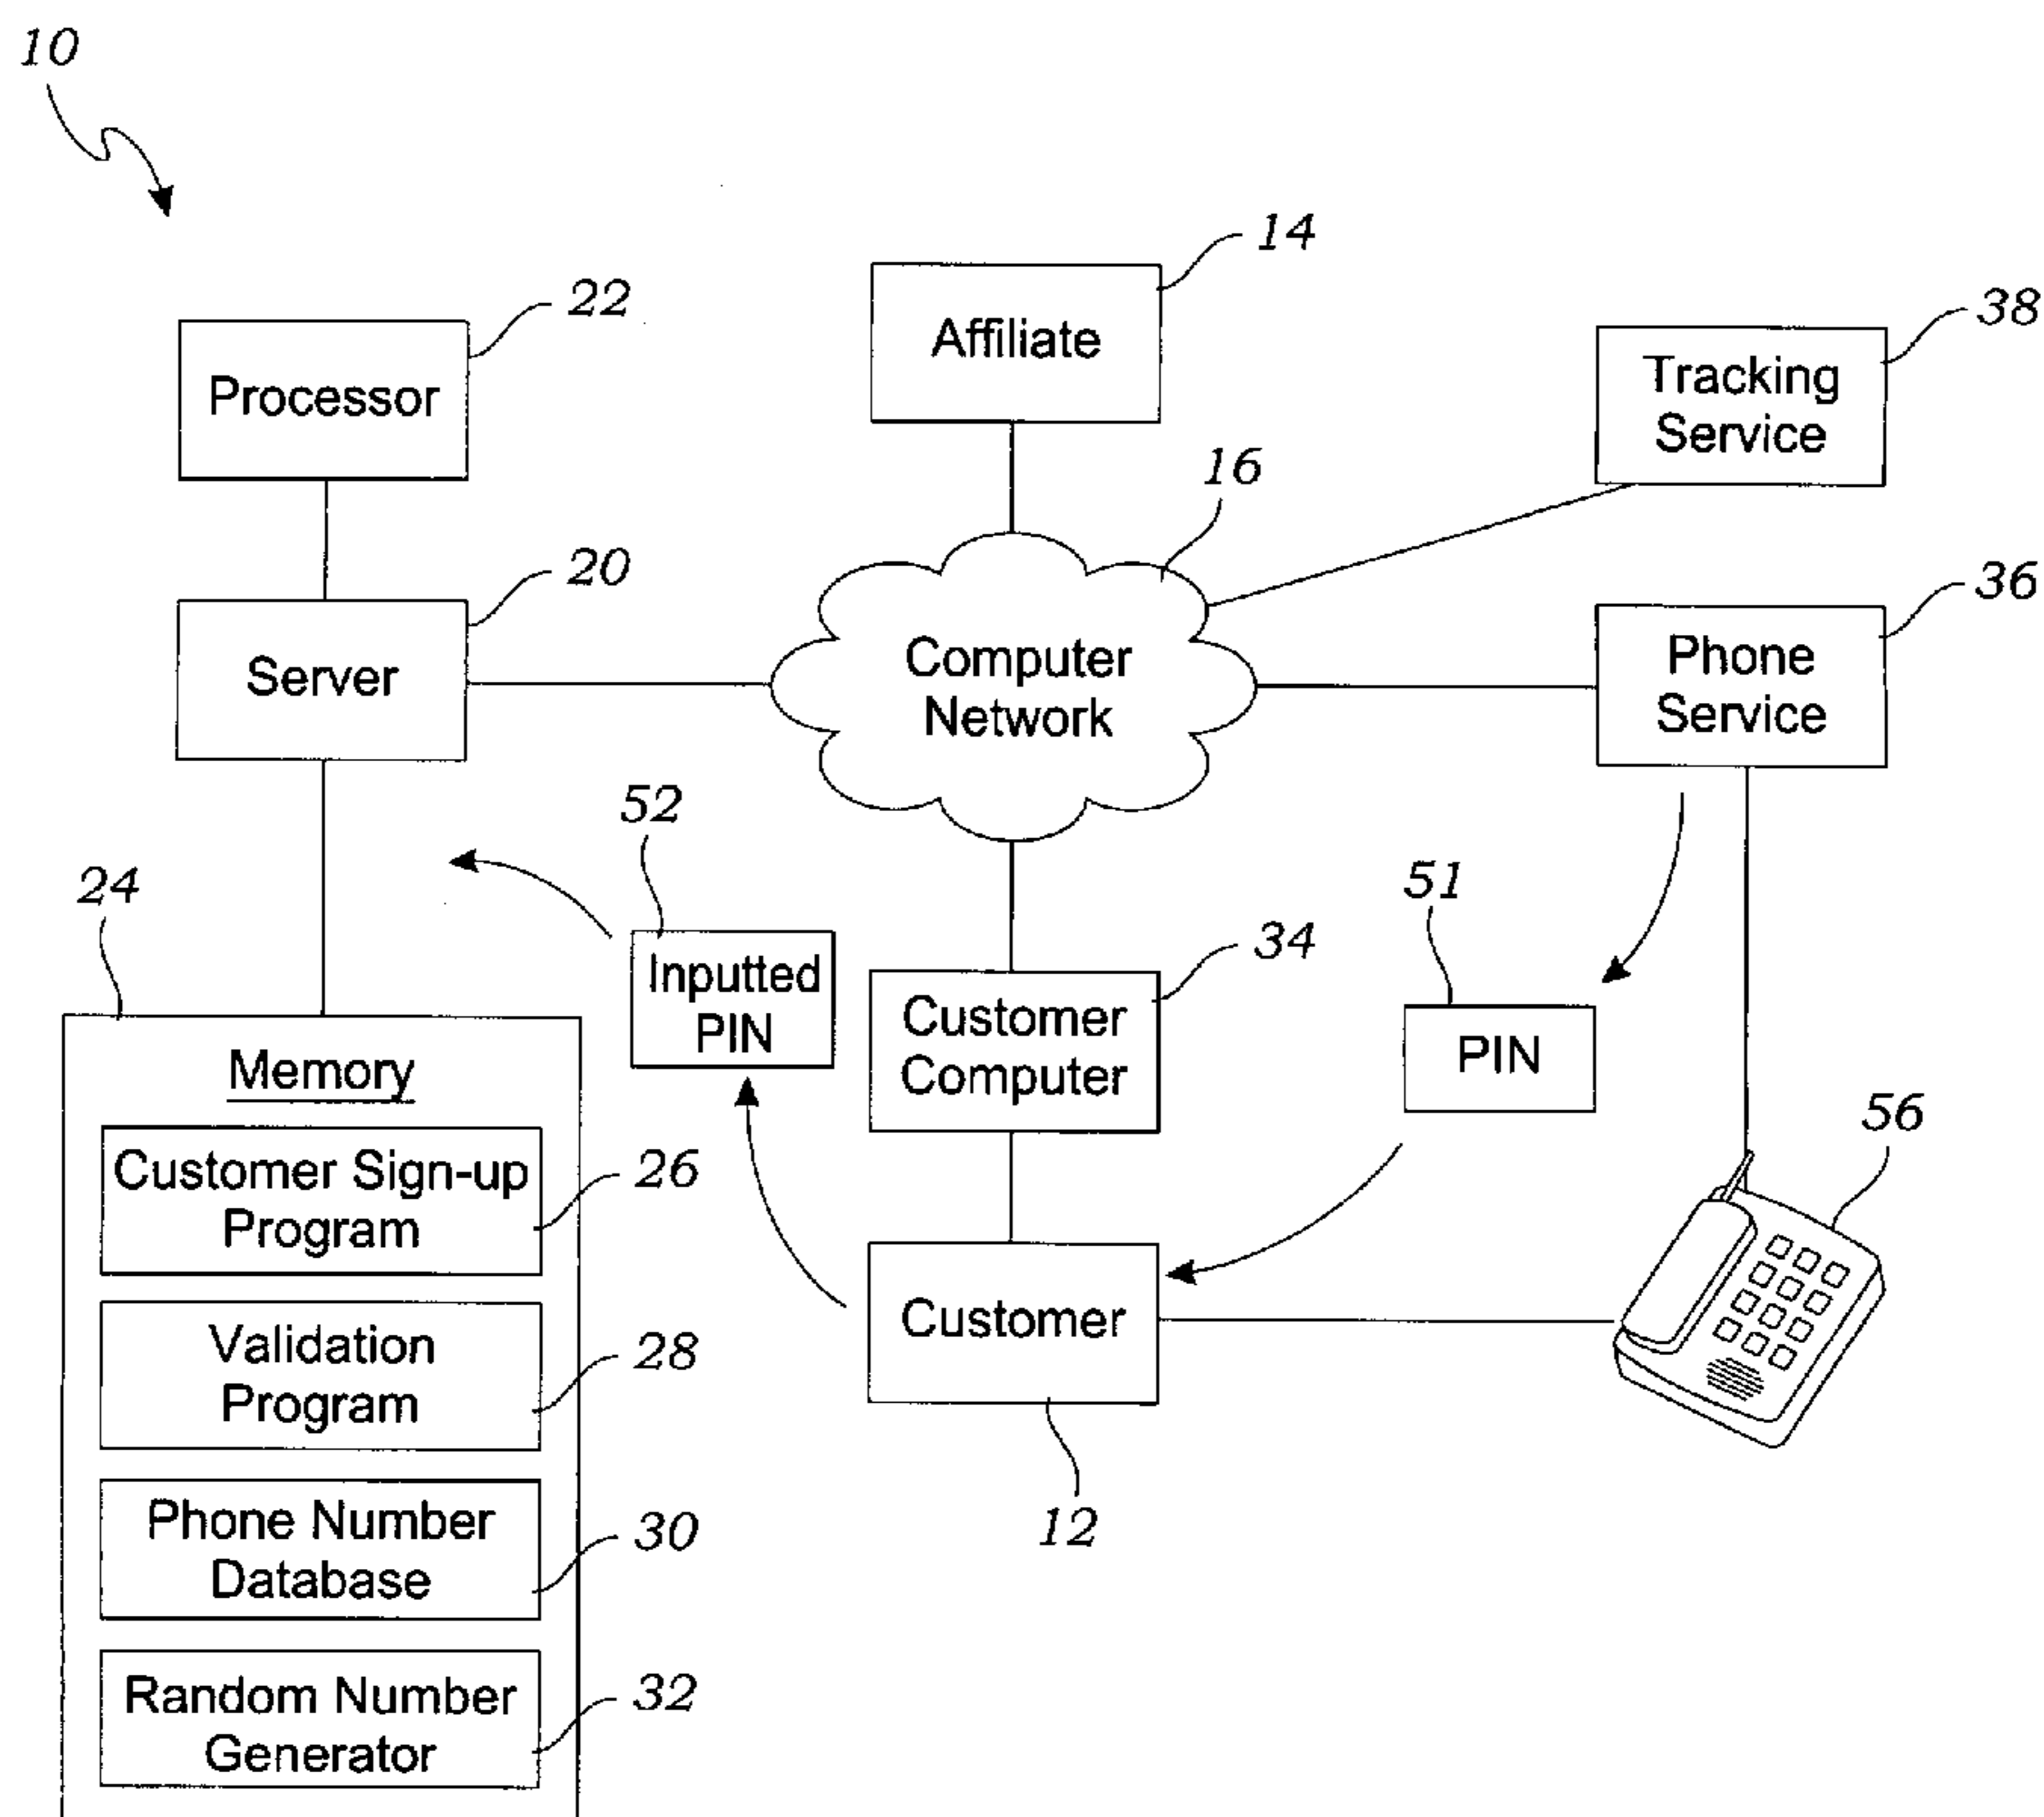 10
14
22
38
Affiliate
Processor
Tracking
Service
16
20
36
Computer
Network
Server
Phone
Service
52
24
51
34
Inputted
PIN
Customer
Computer
PIN
Memory
56
Customer Sign-up
Program
26
Customer
Validation
Program
28
12
Phone Number
Database
30
Random Number
Generator
32